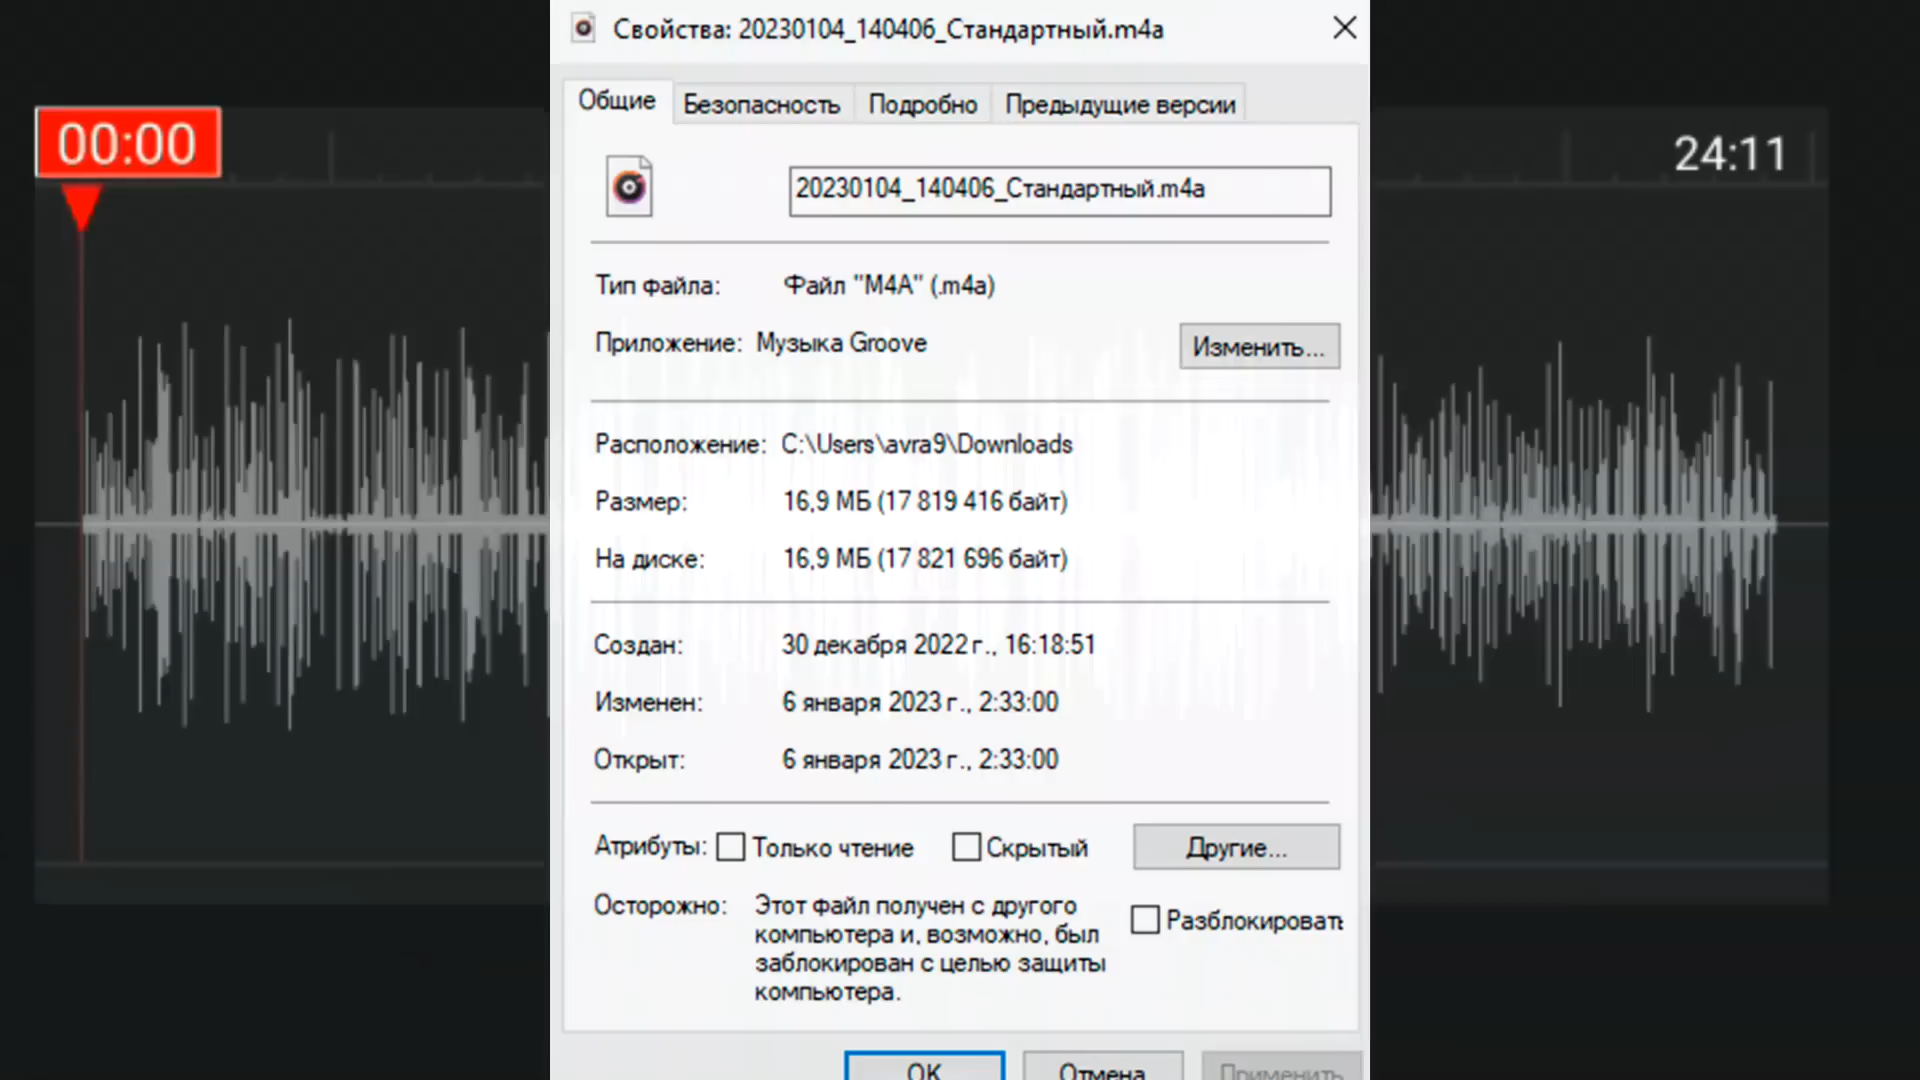 Свойства: 20230104_140406_Стандартный.m4a
00:00
24:11
Общие
Безопасность
Подробно
Предыдущие версии
20230104_140406_Стандартный.m4a
Тип файла: Файл "M4A" (.m4a)
Приложение: Музыка Groove
Изменить...
Расположение: C:\Users\avra9\Downloads
Размер: 16,9 МБ (17 819 416 байт)
На диске: 16,9 МБ (17 821 696 байт)
Создан: 30 декабря 2022 г., 16:18:51
Изменен: 6 января 2023 г., 2:33:00
Открыт: 6 января 2023 г., 2:33:00
Атрибуты: Только чтение Скрытый Другие...
Осторожно: Этот файл получен с другого
компьютера и, возможно, был
заблокирован с целью защиты
компьютера.
Разблокировать
OK
Отмена
Применить